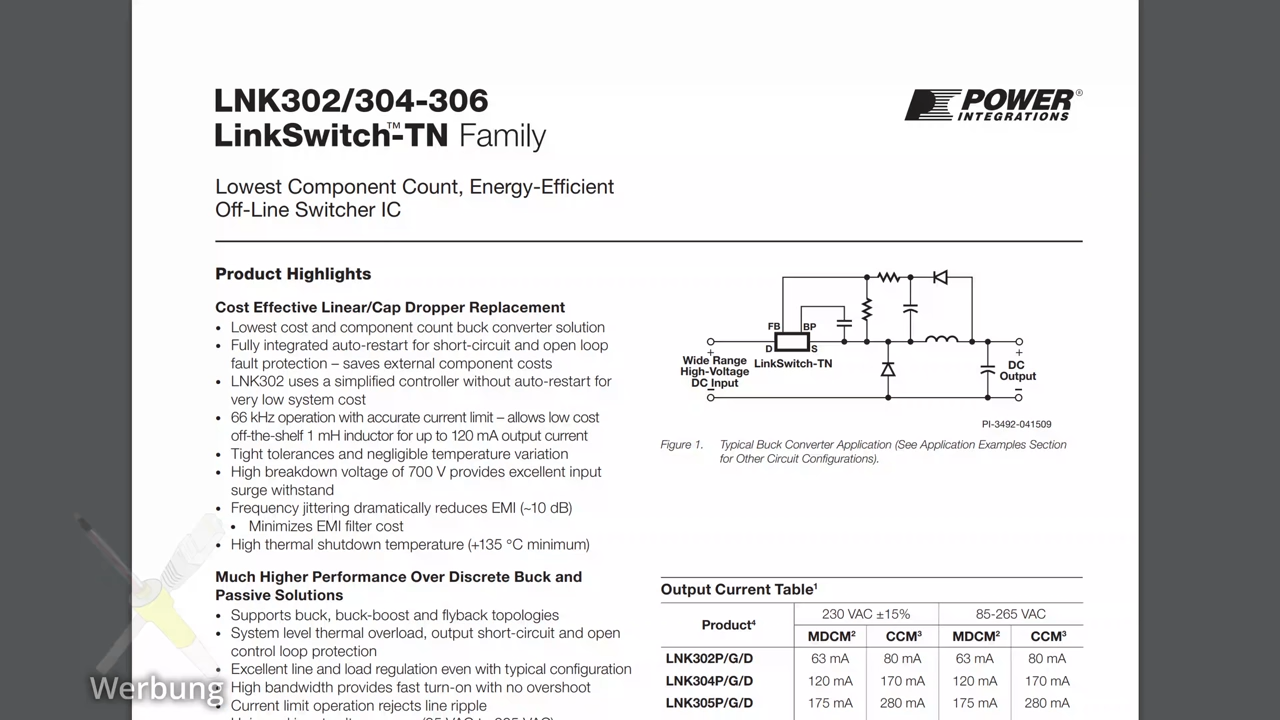 LNK302/304-306
LinkSwitch™-TN Family
POWER®
INTEGRATIONS
Lowest Component Count, Energy-Efficient
Off-Line Switcher IC
Product Highlights
Cost Effective Linear/Cap Dropper Replacement
• Lowest cost and component count buck converter solution
• Fully integrated auto-restart for short-circuit and open loop
fault protection – saves external component costs
• LNK302 uses a simplified controller without auto-restart for
very low system cost
• 66 kHz operation with accurate current limit – allows low cost
off-the-shelf 1 mH inductor for up to 120 mA output current
• Tight tolerances and negligible temperature variation
• High breakdown voltage of 700 V provides excellent input
surge withstand
• Frequency jittering dramatically reduces EMI (~10 dB)
• Minimizes EMI filter cost
• High thermal shutdown temperature (+135 °C minimum)
Much Higher Performance Over Discrete Buck and
Passive Solutions
• Supports buck, buck-boost and flyback topologies
• System level thermal overload, output short-circuit and open
control loop protection
• Excellent line and load regulation even with typical configuration
• High bandwidth provides fast turn-on with no overshoot
• Current limit operation rejects line ripple
FB BP
D S
+ +
Wide Range
High-Voltage
DC Input
LinkSwitch-TN
DC
Output
PI-3492-041509
Figure 1. Typical Buck Converter Application (See Application Examples Section
for Other Circuit Configurations).
Output Current Table¹
Product⁴ 230 VAC ±15% 85-265 VAC
MDCM² CCM³ MDCM² CCM³
LNK302P/G/D 63 mA 80 mA 63 mA 80 mA
LNK304P/G/D 120 mA 170 mA 120 mA 170 mA
LNK305P/G/D 175 mA 280 mA 175 mA 280 mA
Werbung